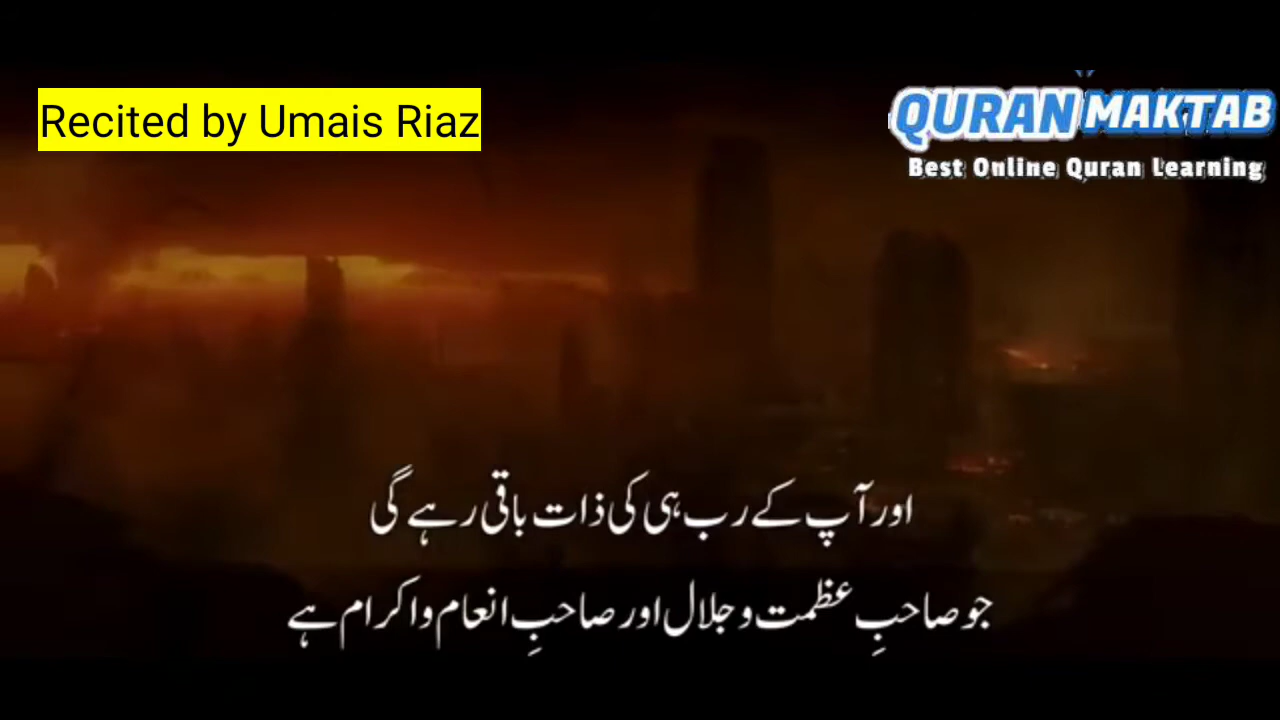 Recited by Umais Riaz
QURAN MAKTAB
Best Online Quran Learning
اور آپ کے رب ہی کی ذات باقی رہے گی
جو صاحبِ عظمت و جلال اور صاحبِ انعام و اکرام ہے